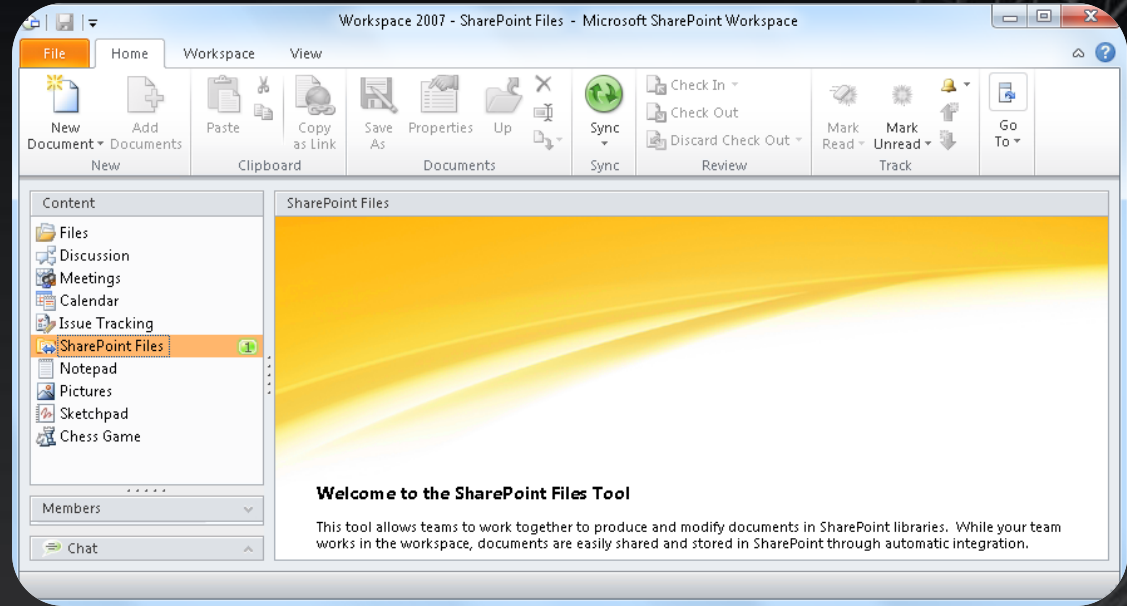 Workspace 2007 - SharePoint Files - Microsoft SharePoint Workspace
File Home Workspace View
New Document
Add Documents
New
Paste
Copy as Link
Clipboard
Save As
Properties
Up
Documents
Sync
Sync
Check In
Check Out
Discard Check Out
Review
Mark Read
Mark Unread
Track
Go To
Content
Files
Discussion
Meetings
Calendar
Issue Tracking
SharePoint Files 1
Notepad
Pictures
Sketchpad
Chess Game
Members
Chat
SharePoint Files
Welcome to the SharePoint Files Tool
This tool allows teams to work together to produce and modify documents in SharePoint libraries. While your team
works in the workspace, documents are easily shared and stored in SharePoint through automatic integration.